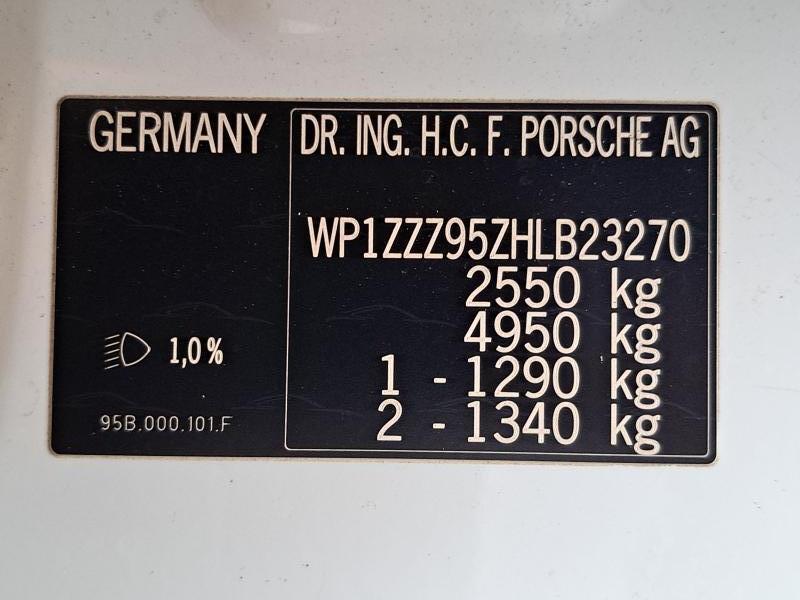 GERMANY
DR. ING. H.C. F. PORSCHE AG
WP1ZZZ95ZHLB23270
2550 kg
4950 kg
1 - 1290 kg
2 - 1340 kg
1,0 %
95B.000.101.F